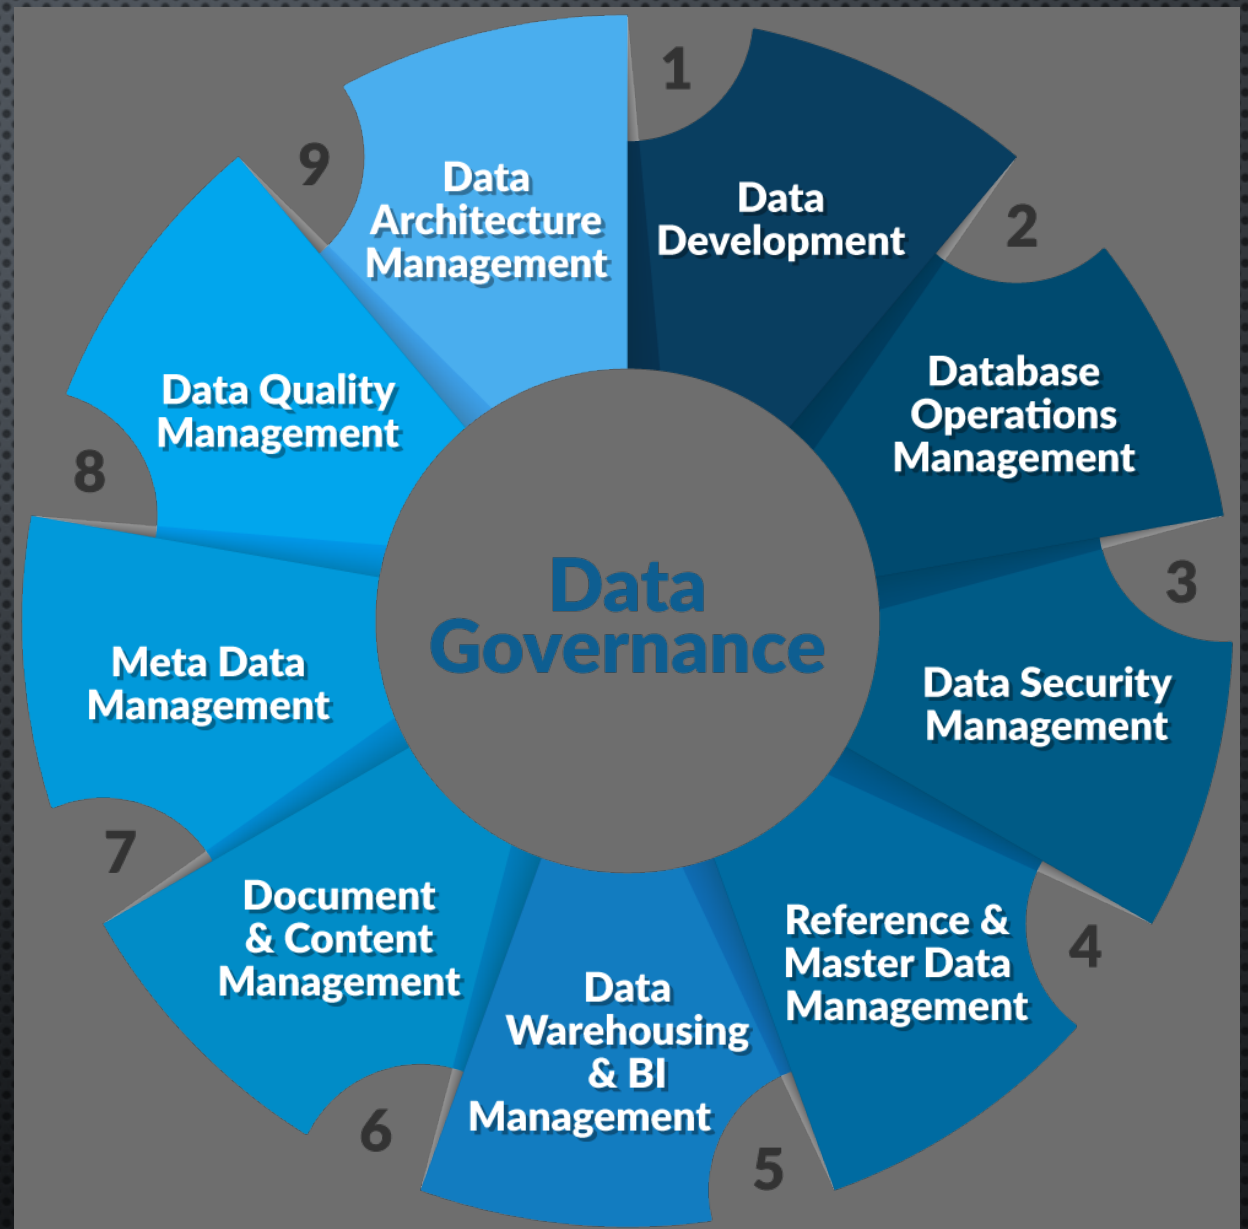 1
Data
Development
2
Database
Operations
Management
3
Data Security
Management
4
Reference &
Master Data
Management
5
Data
Warehousing
& BI
Management
6
Document
& Content
Management
7
Meta Data
Management
8
Data Quality
Management
9
Data
Architecture
Management
Data
Governance